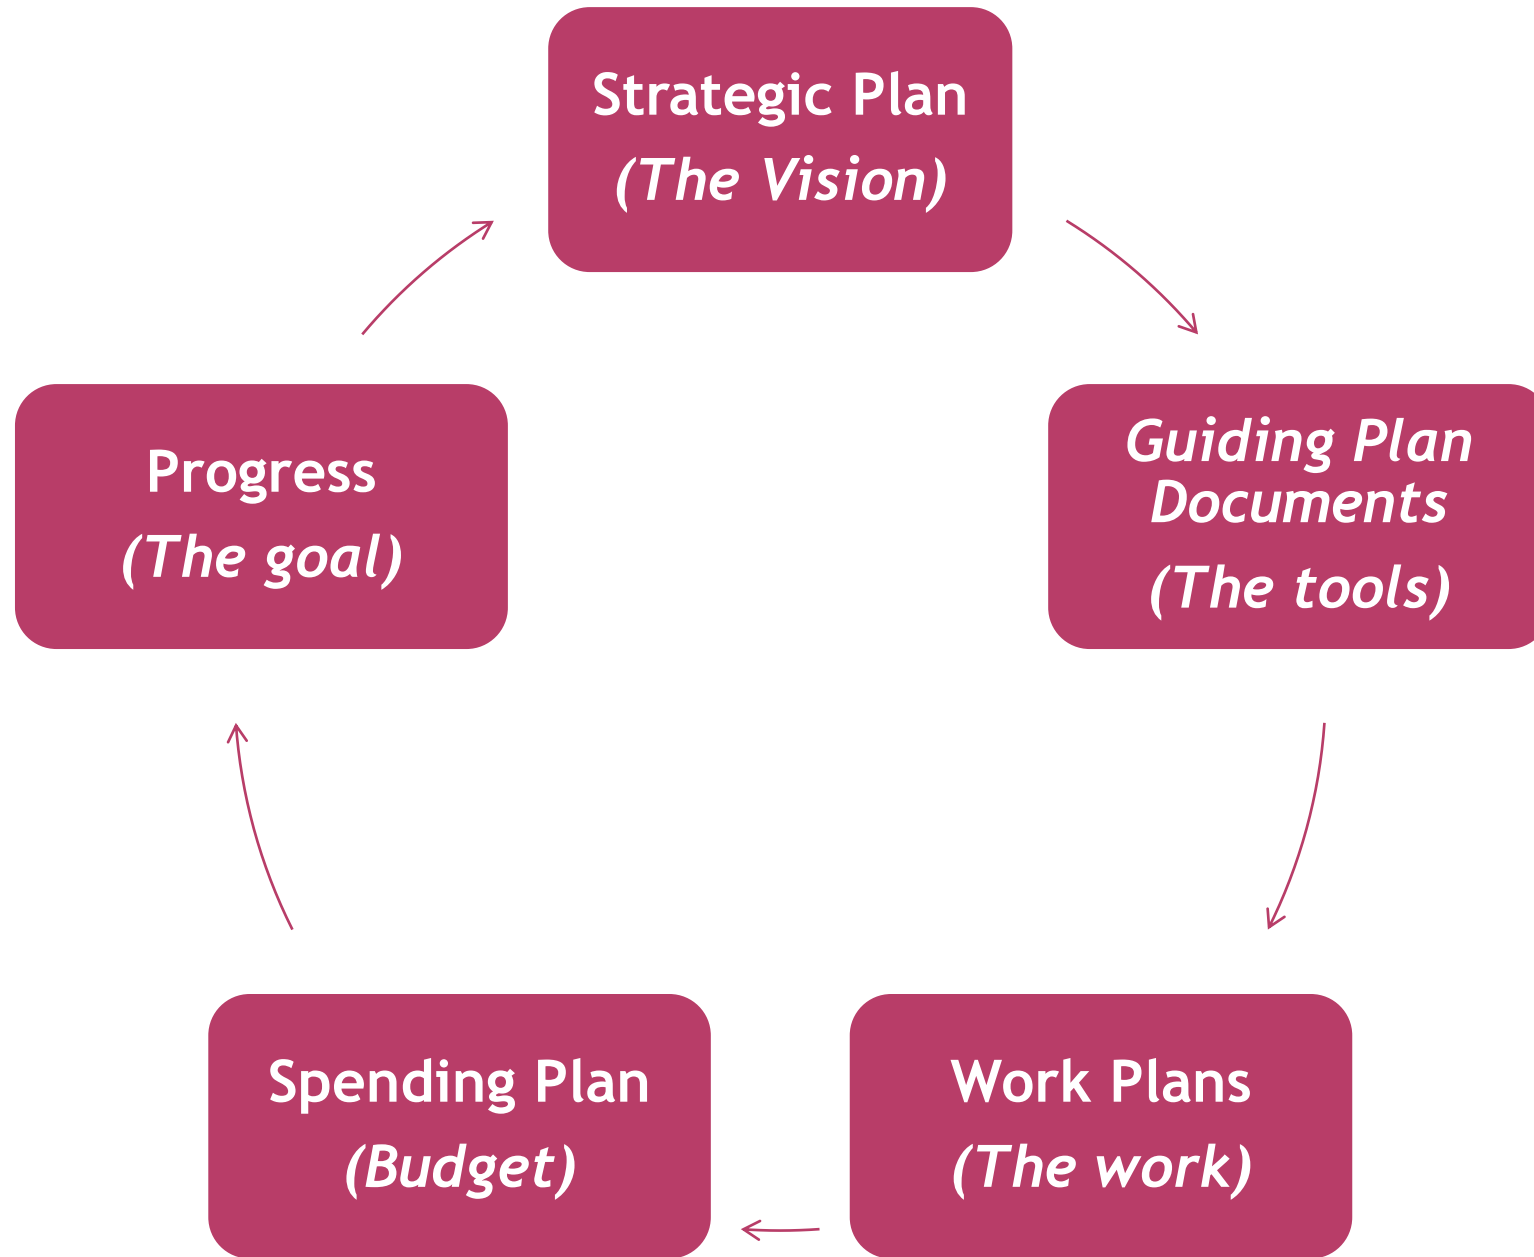 Strategic Plan
(The Vision)
Guiding Plan
Documents
(The tools)
Work Plans
(The work)
Spending Plan
(Budget)
Progress
(The goal)